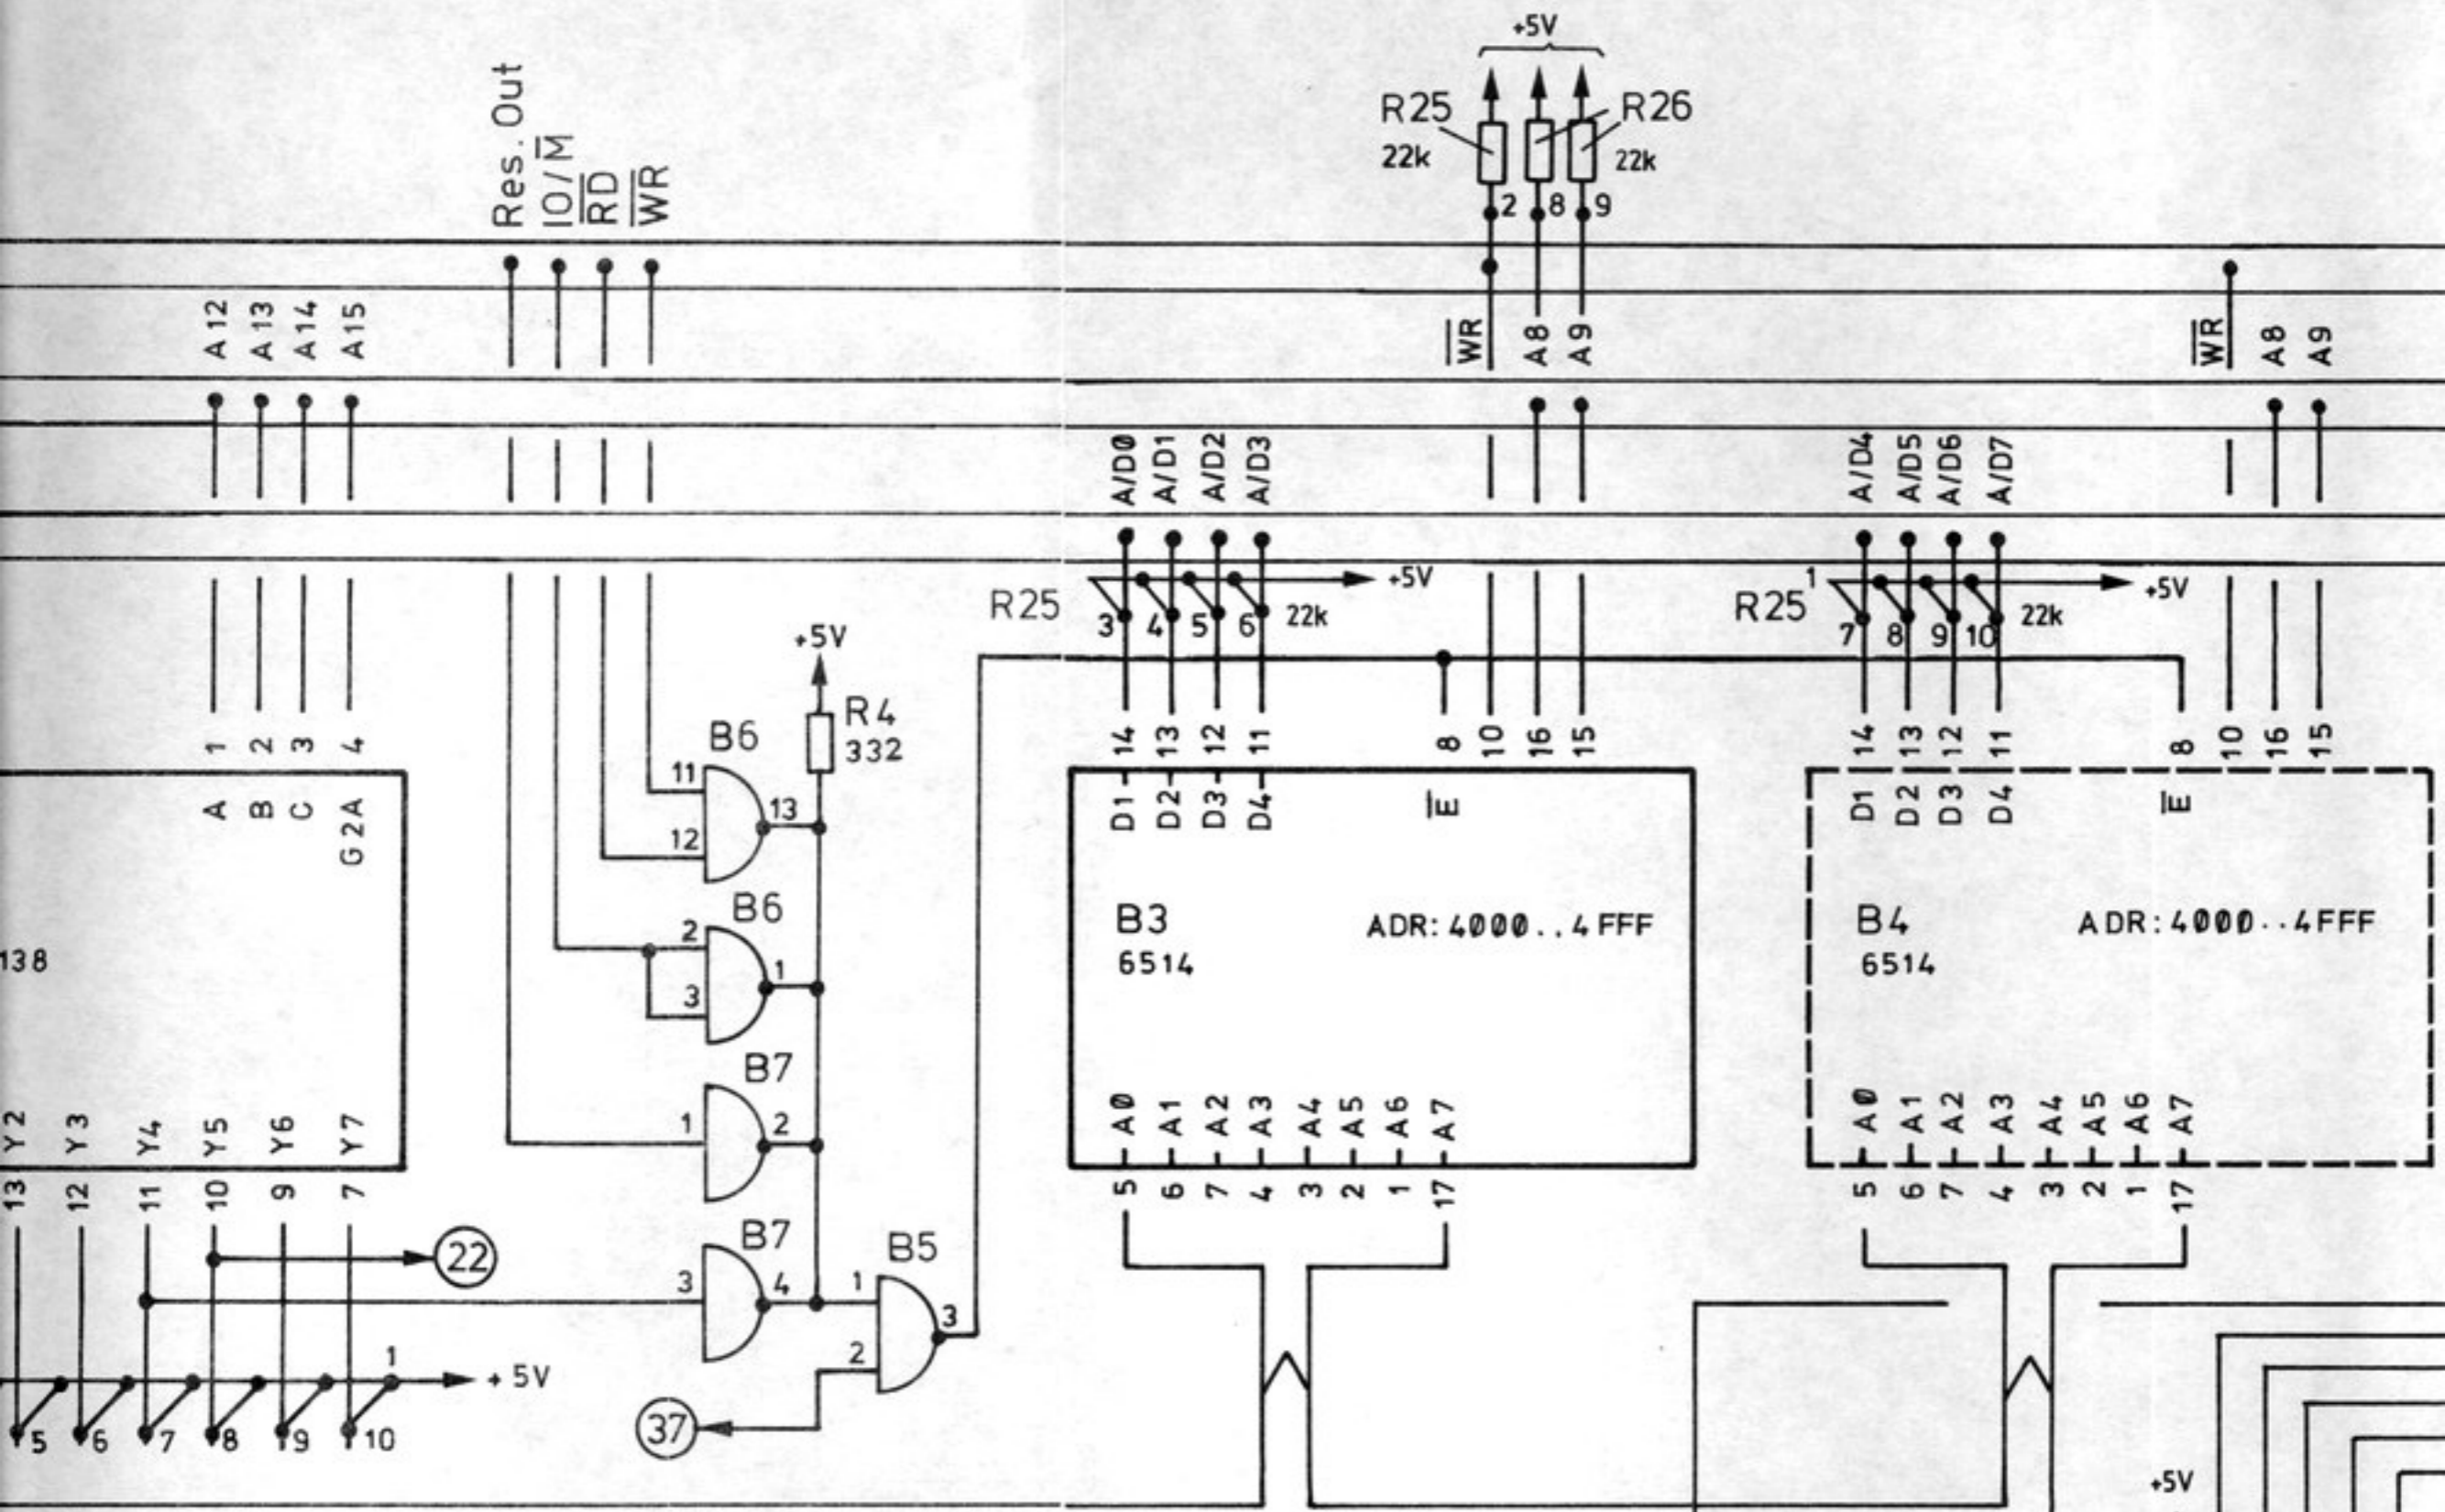 +5V
R25
22k
R26
22k
2 8 9
Res. Out
IO/M̅
R̅D̅
W̅R̅
A12
A13
A14
A15
W̅R̅
A8
A9
W̅R̅
A8
A9
A/D0
A/D1
A/D2
A/D3
A/D4
A/D5
A/D6
A/D7
R25
3 4 5 6
22k
+5V
R25
1
7 8 9 10
22k
+5V
+5V
R4
332
1 2 3 4
A B C G2A
138
Y2 Y3 Y4 Y5 Y6 Y7
13 12 11 10 9 7
22
5 6 7 8 9 10
1
+5V
B6
11
12
13
B6
2
3
1
B7
1
2
B7
3
4
B5
1
2
3
37
14 13 12 11 8 10 16 15
D1 D2 D3 D4 E̅
B3
6514
ADR:4000..4FFF
A0 A1 A2 A3 A4 A5 A6 A7
5 6 7 4 3 2 1 17
14 13 12 11 8 10 16 15
D1 D2 D3 D4 E̅
B4
6514
ADR:4000..4FFF
A0 A1 A2 A3 A4 A5 A6 A7
5 6 7 4 3 2 1 17
+5V